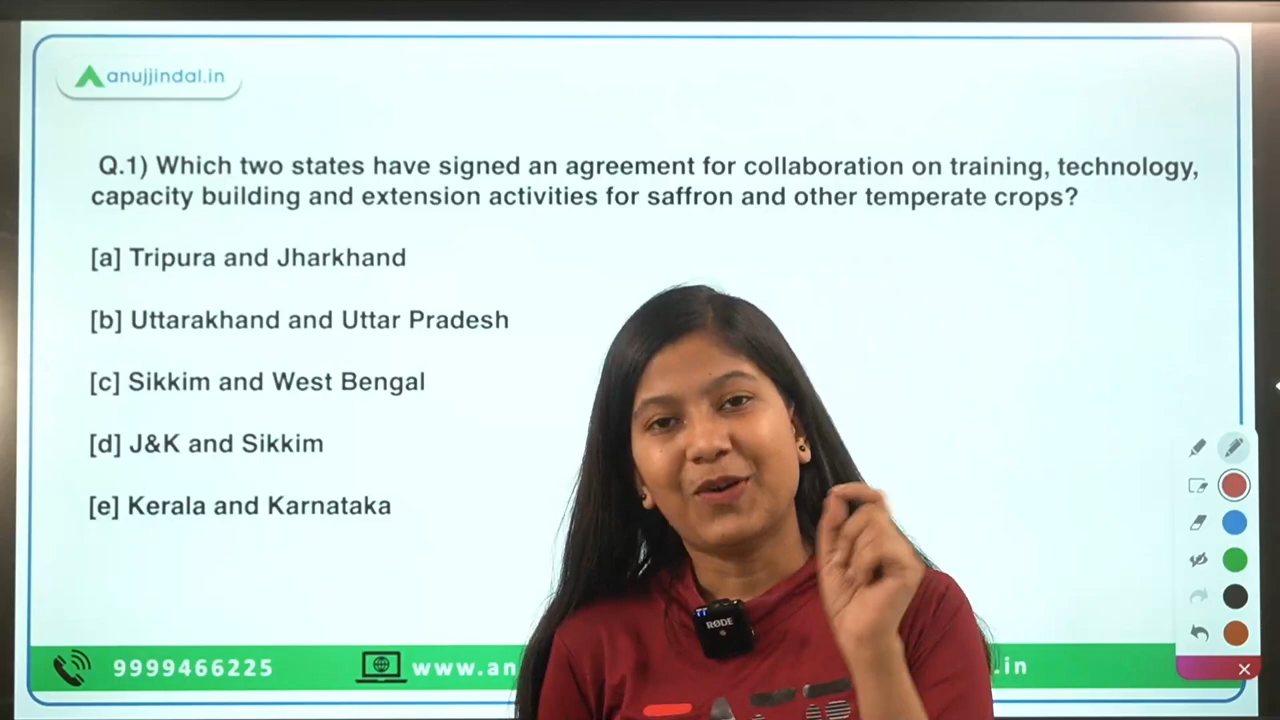 anujjindal.in
Q.1) Which two states have signed an agreement for collaboration on training, technology,
capacity building and extension activities for saffron and other temperate crops?
[a] Tripura and Jharkhand
[b] Uttarakhand and Uttar Pradesh
[c] Sikkim and West Bengal
[d] J&K and Sikkim
[e] Kerala and Karnataka
RØDE
9999466225
www.an
.in